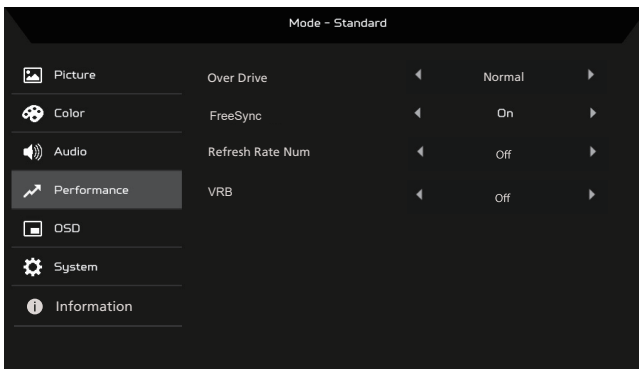 Mode - Standard
Picture
Over Drive Normal
Color
FreeSync On
Audio
Refresh Rate Num Off
Performance
VRB Off
OSD
System
Information